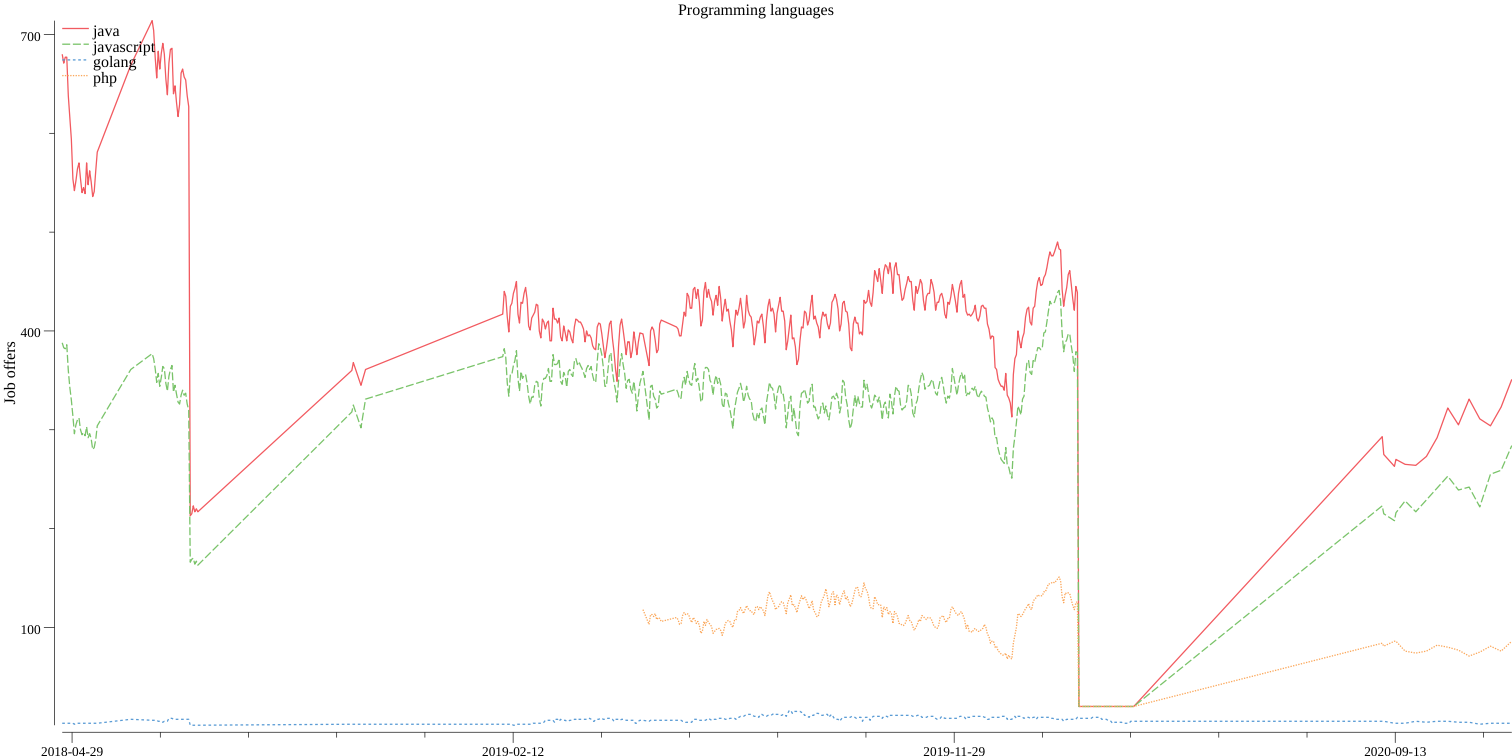 Programming languages
700
java
javascript
golang
php
400
Job offers
100
2018-04-29
2019-02-12
2019-11-29
2020-09-13